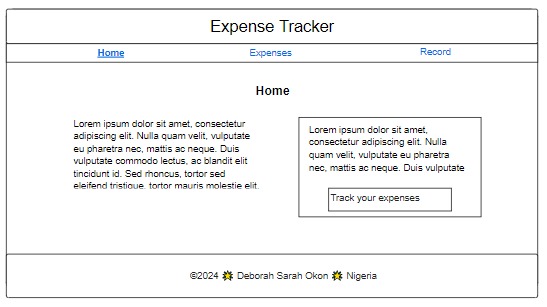 Expense Tracker
Home Expenses Record
Home
Lorem ipsum dolor sit amet, consectetur
adipiscing elit. Nulla quam velit, vulputate
eu pharetra nec, mattis ac neque. Duis
vulputate commodo lectus, ac blandit elit
tincidunt id. Sed rhoncus, tortor sed
eleifend tristique, tortor mauris molestie elit,
Lorem ipsum dolor sit amet,
consectetur adipiscing elit. Nulla
quam velit, vulputate eu pharetra
nec, mattis ac neque. Duis vulputate
Track your expenses
©2024 Deborah Sarah Okon Nigeria